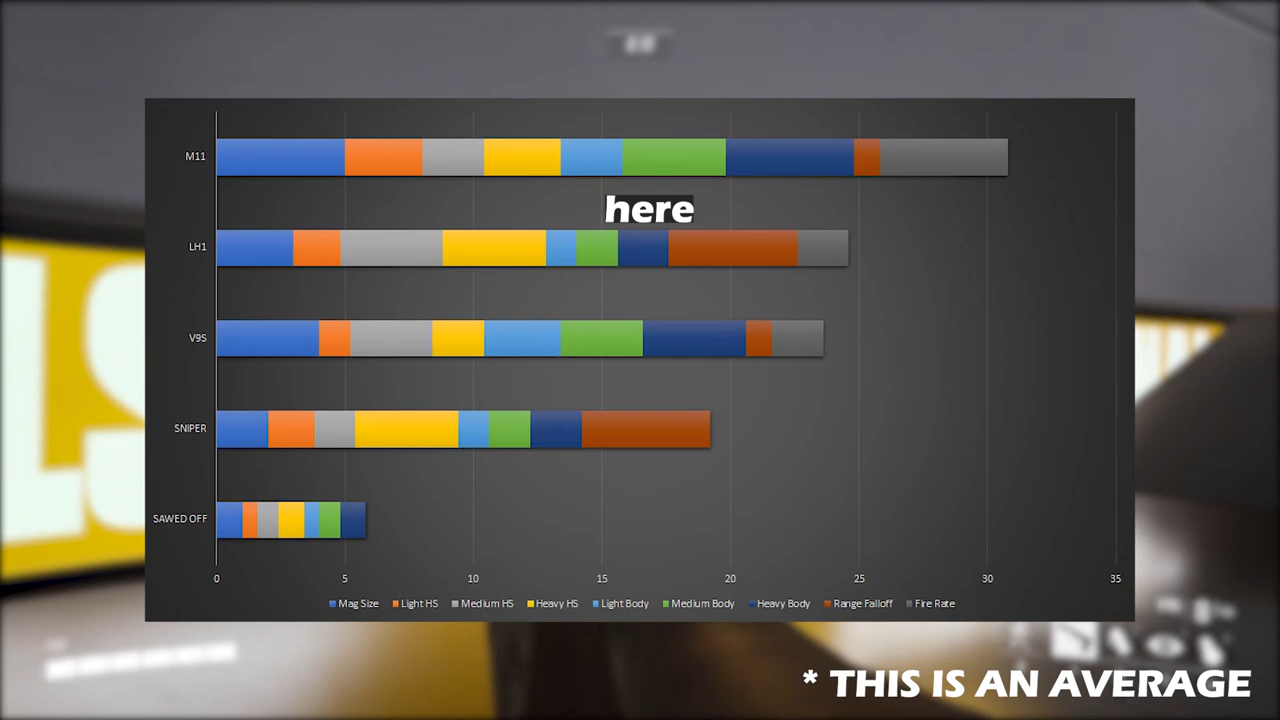 M11
here
LH1
V9S
SNIPER
SAWED OFF
0 5 10 15 20 25 30 35
Mag Size Light HS Medium HS Heavy HS Light Body Medium Body Heavy Body Range Falloff Fire Rate
* THIS IS AN AVERAGE